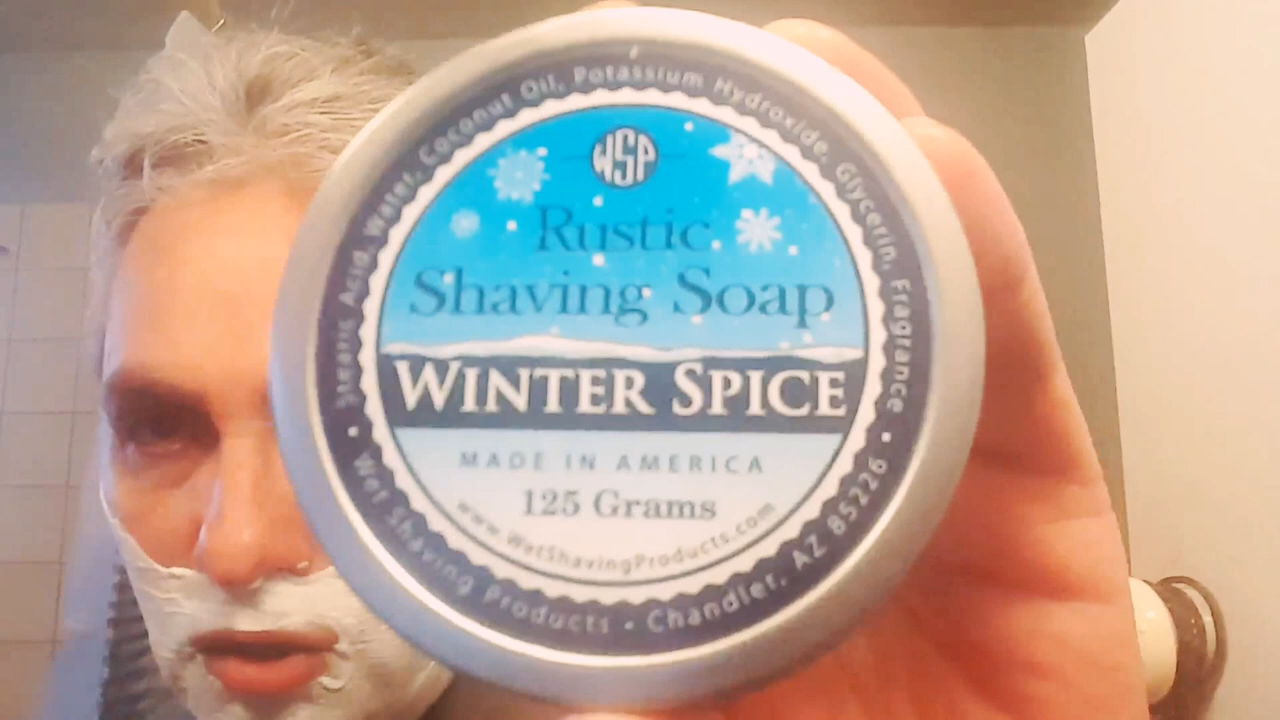 Stearic Acid, Water, Coconut Oil, Potassium Hydroxide, Glycerin, Fragrance
WSP
Rustic
Shaving Soap
WINTER SPICE
MADE IN AMERICA
125 Grams
www.WetShavingProducts.com
• Wet Shaving Products • Chandler, AZ 85226 •